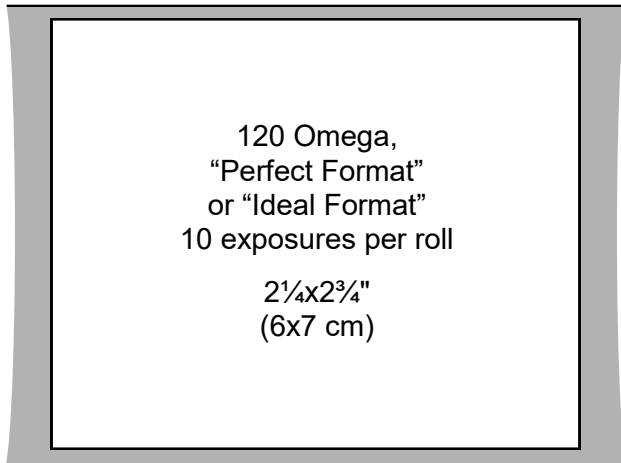 120 Omega,
“Perfect Format”
or “Ideal Format”
10 exposures per roll
2¼x2¾"
(6x7 cm)